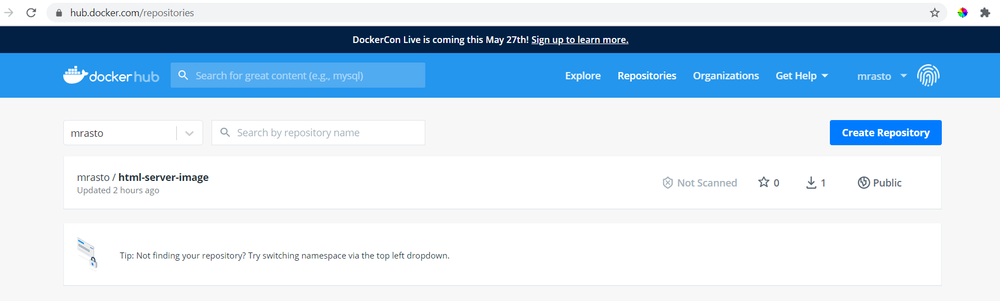 hub.docker.com/repositories
DockerCon Live is coming this May 27th! Sign up to learn more.
docker hub
Search for great content (e.g., mysql)
Explore
Repositories
Organizations
Get Help
mrasto
mrasto
Search by repository name
Create Repository
mrasto / html-server-image
Updated 2 hours ago
Not Scanned
0
1
Public
Tip: Not finding your repository? Try switching namespace via the top left dropdown.